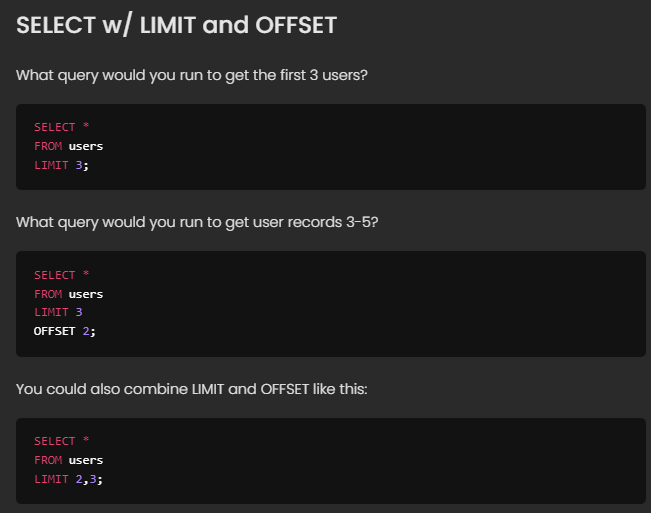 SELECT w/ LIMIT and OFFSET
What query would you run to get the first 3 users?
SELECT *
FROM users
LIMIT 3;
What query would you run to get user records 3-5?
SELECT *
FROM users
LIMIT 3
OFFSET 2;
You could also combine LIMIT and OFFSET like this:
SELECT *
FROM users
LIMIT 2,3;